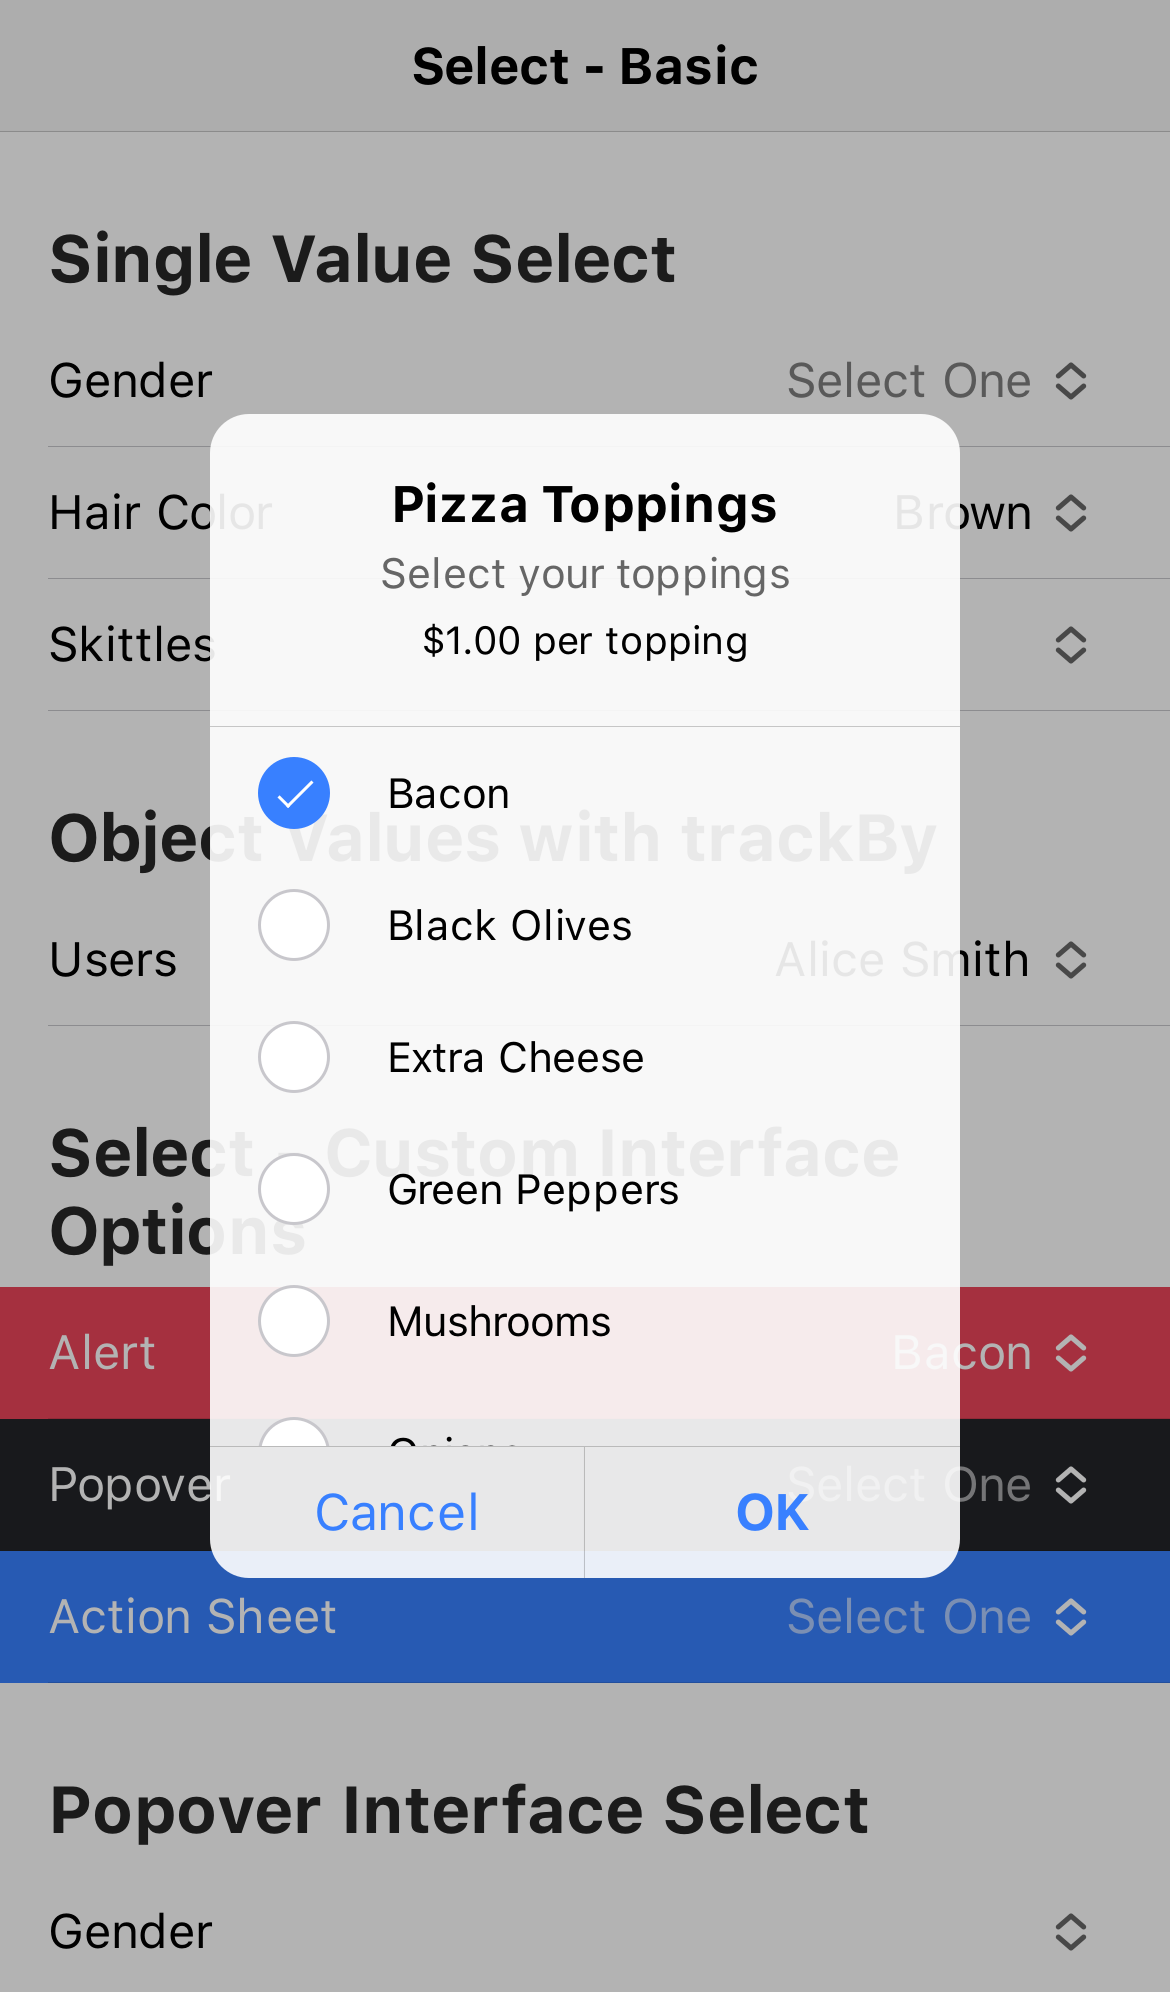 Select - Basic
Single Value Select
Gender
Select One
Hair Color
Brown
Skittles
Pizza Toppings
Select your toppings
$1.00 per topping
Bacon
Object Values with trackBy
Black Olives
Users
Alice Smith
Extra Cheese
Select - Custom Interface
Green Peppers
Options
Mushrooms
Alert
Bacon
Popover
Select One
Cancel
OK
Action Sheet
Select One
Popover Interface Select
Gender